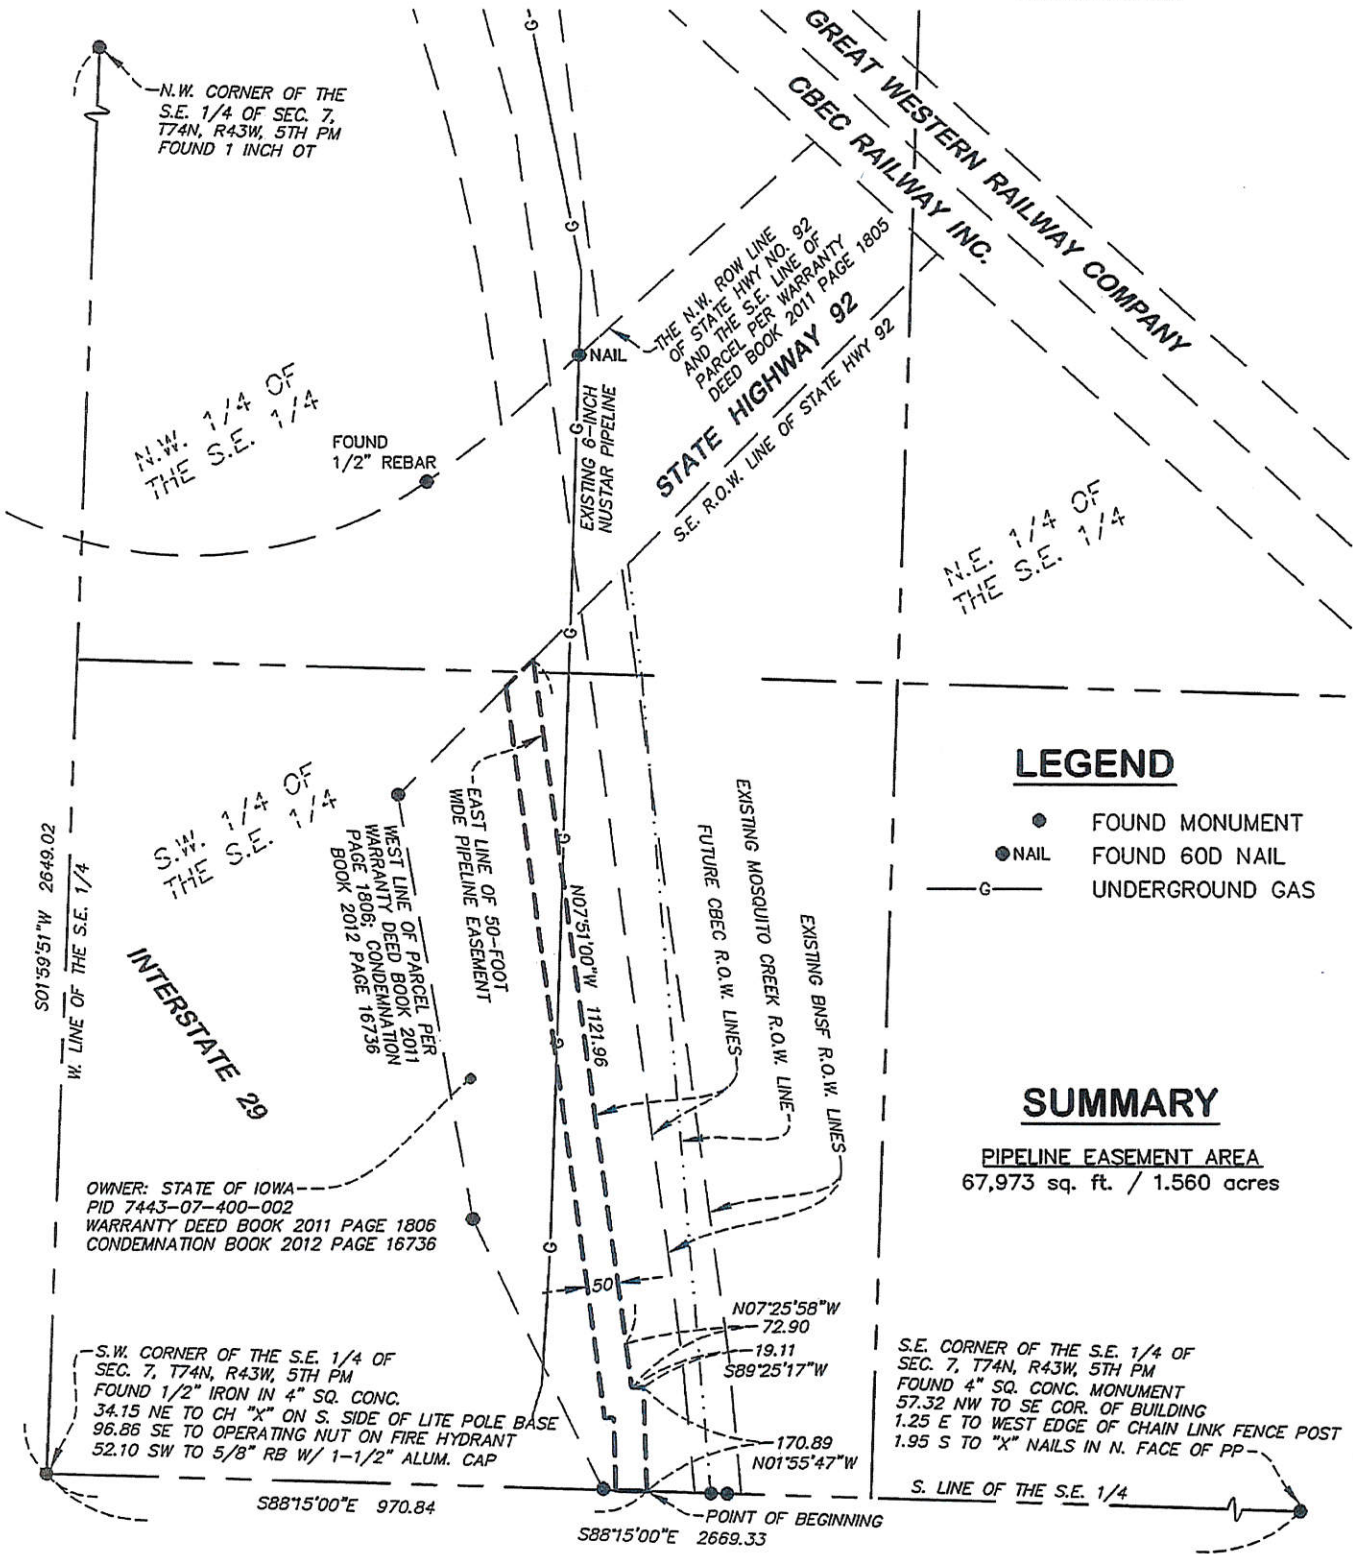 GREAT WESTERN RAILWAY COMPANY
CBEC RAILWAY INC.
N.W. CORNER OF THE
S.E. 1/4 OF SEC. 7,
T74N, R43W, 5TH PM
FOUND 1 INCH OT
THE N.W. ROW LINE
OF STATE HWY NO. 92
AND THE S.E. LINE OF
PARCEL PER WARRANTY
DEED BOOK 2011 PAGE 1805
STATE HIGHWAY 92
S.E. R.O.W. LINE OF STATE HWY 92
G
G
NAIL
G
EXISTING 6-INCH
NUSTAR PIPELINE
N.W. 1/4 OF
THE S.E. 1/4
FOUND
1/2" REBAR
N.E. 1/4 OF
THE S.E. 1/4
G
S.W. 1/4 OF
THE S.E. 1/4
S01°59'51"W 2649.02
W. LINE OF THE S.E. 1/4
INTERSTATE 29
WEST LINE OF PARCEL PER
WARRANTY DEED BOOK 2011
PAGE 1806; CONDEMNATION
BOOK 2012 PAGE 16736
EAST LINE OF 50-FOOT
WIDE PIPELINE EASEMENT
G
N07°51'00"W 1121.96
G
FUTURE CBEC R.O.W. LINES
EXISTING MOSQUITO CREEK R.O.W. LINE
EXISTING BNSF R.O.W. LINES
LEGEND
FOUND MONUMENT
NAIL FOUND 60D NAIL
G UNDERGROUND GAS
SUMMARY
PIPELINE EASEMENT AREA
67,973 sq. ft. / 1.560 acres
OWNER: STATE OF IOWA
PID 7443-07-400-002
WARRANTY DEED BOOK 2011 PAGE 1806
CONDEMNATION BOOK 2012 PAGE 16736
G
50
N07°25'58"W
72.90
19.11
S89°25'17"W
170.89
N01°55'47"W
S.W. CORNER OF THE S.E. 1/4 OF
SEC. 7, T74N, R43W, 5TH PM
FOUND 1/2" IRON IN 4" SQ. CONC.
34.15 NE TO CH "X" ON S. SIDE OF LITE POLE BASE
96.86 SE TO OPERATING NUT ON FIRE HYDRANT
52.10 SW TO 5/8" RB W/ 1-1/2" ALUM. CAP
S.E. CORNER OF THE S.E. 1/4 OF
SEC. 7, T74N, R43W, 5TH PM
FOUND 4" SQ. CONC. MONUMENT
57.32 NW TO SE COR. OF BUILDING
1.25 E TO WEST EDGE OF CHAIN LINK FENCE POST
1.95 S TO "X" NAILS IN N. FACE OF PP
S88°15'00"E 970.84
S. LINE OF THE S.E. 1/4
POINT OF BEGINNING
S88°15'00"E 2669.33